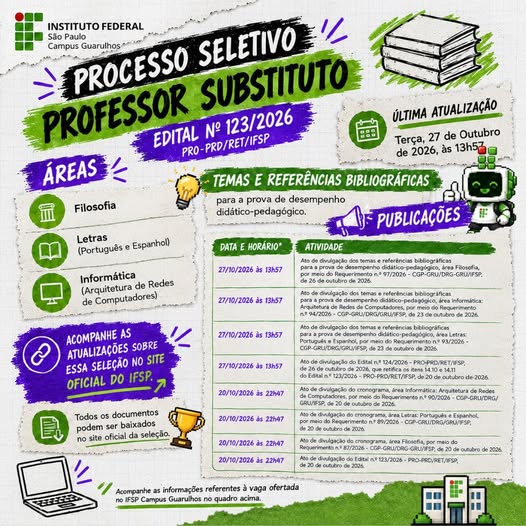 INSTITUTO FEDERAL
São Paulo
Campus Guarulhos
PROCESSO SELETIVO
PROFESSOR SUBSTITUTO
EDITAL Nº 123/2026
PRO-PRD/RET/IFSP
ÚLTIMA ATUALIZAÇÃO
Terça, 27 de Outubro
de 2026, às 13h57
ÁREAS
Filosofia
Letras
(Português e Espanhol)
Informática
(Arquitetura de Redes
de Computadores)
TEMAS E REFERÊNCIAS BIBLIOGRÁFICAS
para a prova de desempenho
didático-pedagógico.
PUBLICAÇÕES
DATA E HORÁRIO* ATIVIDADE
27/10/2026 às 13h57 Ato de divulgação dos temas e referências bibliográficas
para a prova de desempenho didático-pedagógico, área Filosofia,
por meio do Requerimento n.º 97/2026 - CGP-GRU/DRG-GRU/IFSP,
de 26 de outubro de 2026.
27/10/2026 às 13h57 Ato de divulgação dos temas e referências bibliográficas
para a prova de desempenho didático-pedagógico, área Informática:
Arquitetura de Redes de Computadores, por meio do Requerimento
n.º 94/2026 - CGP-GRU/DRG-GRU/IFSP, de 23 de outubro de 2026.
27/10/2026 às 13h57 Ato de divulgação dos temas e referências bibliográficas
para a prova de desempenho didático-pedagógico, área Letras:
Português e Espanhol, por meio do Requerimento n.º 93/2026 -
CGP-GRU/DRG-GRU/IFSP, de 23 de outubro de 2026.
27/10/2026 às 13h57 Ato de divulgação do Edital n.º 124/2026 - PRO-PRD/RET/IFSP,
de 26 de outubro de 2026, que retifica os itens 14.10 e 14.11
do Edital n.º 123/2026 - PRO-PRD/RET/IFSP, de 20 de outubro de 2026.
20/10/2026 às 22h47 Ato de divulgação do cronograma, área Informática: Arquitetura de Redes
de Computadores, por meio do Requerimento n.º 90/2026 - CGP-GRU/DRG-
GRU/IFSP, de 20 de outubro de 2026.
20/10/2026 às 22h47 Ato de divulgação do cronograma, área Letras: Português e Espanhol,
por meio do Requerimento n.º 89/2026 - CGP-GRU/DRG/GRU/IFSP,
de 20 de outubro de 2026.
20/10/2026 às 22h47 Ato de divulgação do cronograma, área Filosofia, por meio do
Requerimento n.º 87/2026 - CGP-GRU/DRG-GRU/IFSP, de 20 de outubro de 2026.
20/10/2026 às 22h47 Ato de divulgação do Edital n.º 123/2026 - PRO-PRD/RET/IFSP,
de 20 de outubro de 2026.
ACOMPANHE AS
ATUALIZAÇÕES SOBRE
ESSA SELEÇÃO NO SITE
OFICIAL DO IFSP.
Todos os documentos
podem ser baixados
no site oficial da seleção.
Acompanhe as informações referentes à vaga ofertada
no IFSP Campus Guarulhos no quadro acima.